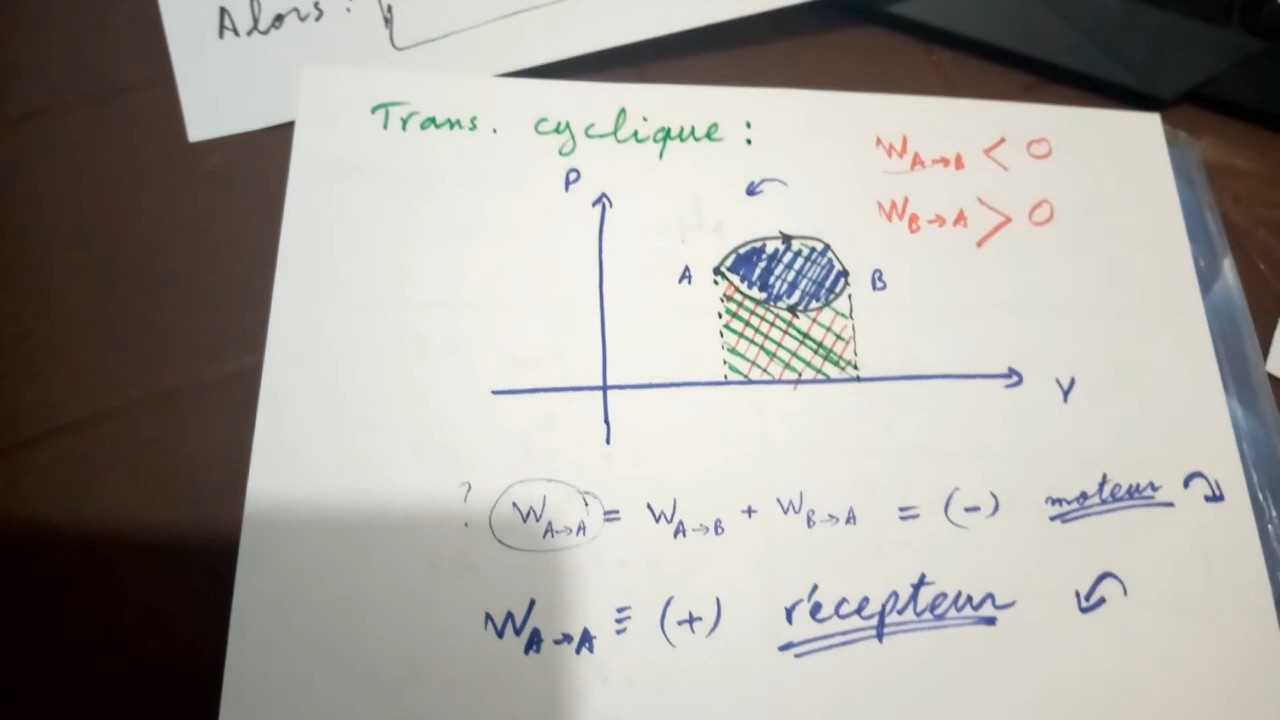 Alors :
Trans. cyclique :
W A→B < 0
W B→A > 0
P
A
B
V
? W A→A = W A→B + W B→A = (-) moteur
W A→A ≡ (+) récepteur